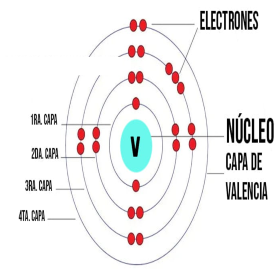 ELECTRONES
1RA. CAPA
V
NÚCLEO
2DA. CAPA
CAPA DE
VALENCIA
3RA. CAPA
4TA. CAPA